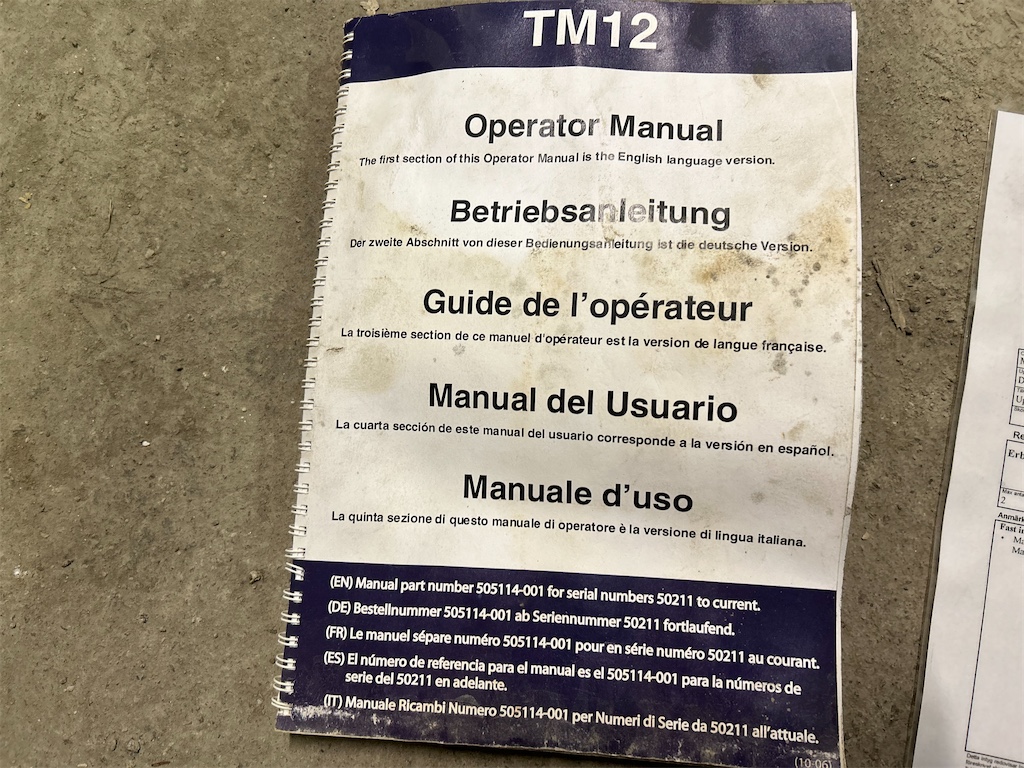 TM12
Operator Manual
The first section of this Operator Manual is the English language version.
Betriebsanleitung
Der zweite Abschnitt von dieser Bedienungsanleitung ist die deutsche Version.
Guide de l'opérateur
La troisième section de ce manuel d'opérateur est la version de langue française.
Manual del Usuario
La cuarta sección de este manual del usuario corresponde a la versión en español.
Manuale d'uso
La quinta sezione di questo manuale di operatore è la versione di lingua italiana.
(EN) Manual part number 505114-001 for serial numbers 50211 to current.
(DE) Bestellnummer 505114-001 ab Seriennummer 50211 fortlaufend.
(FR) Le manuel sépare numéro 505114-001 pour en série numéro 50211 au courant.
(ES) El número de referencia para el manual es el 505114-001 para la números de
serie del 50211 en adelante.
(IT) Manuale Ricambi Numero 505114-001 per Numeri di Serie da 50211 all'attuale.
(10-06)
Erb
2
Fast